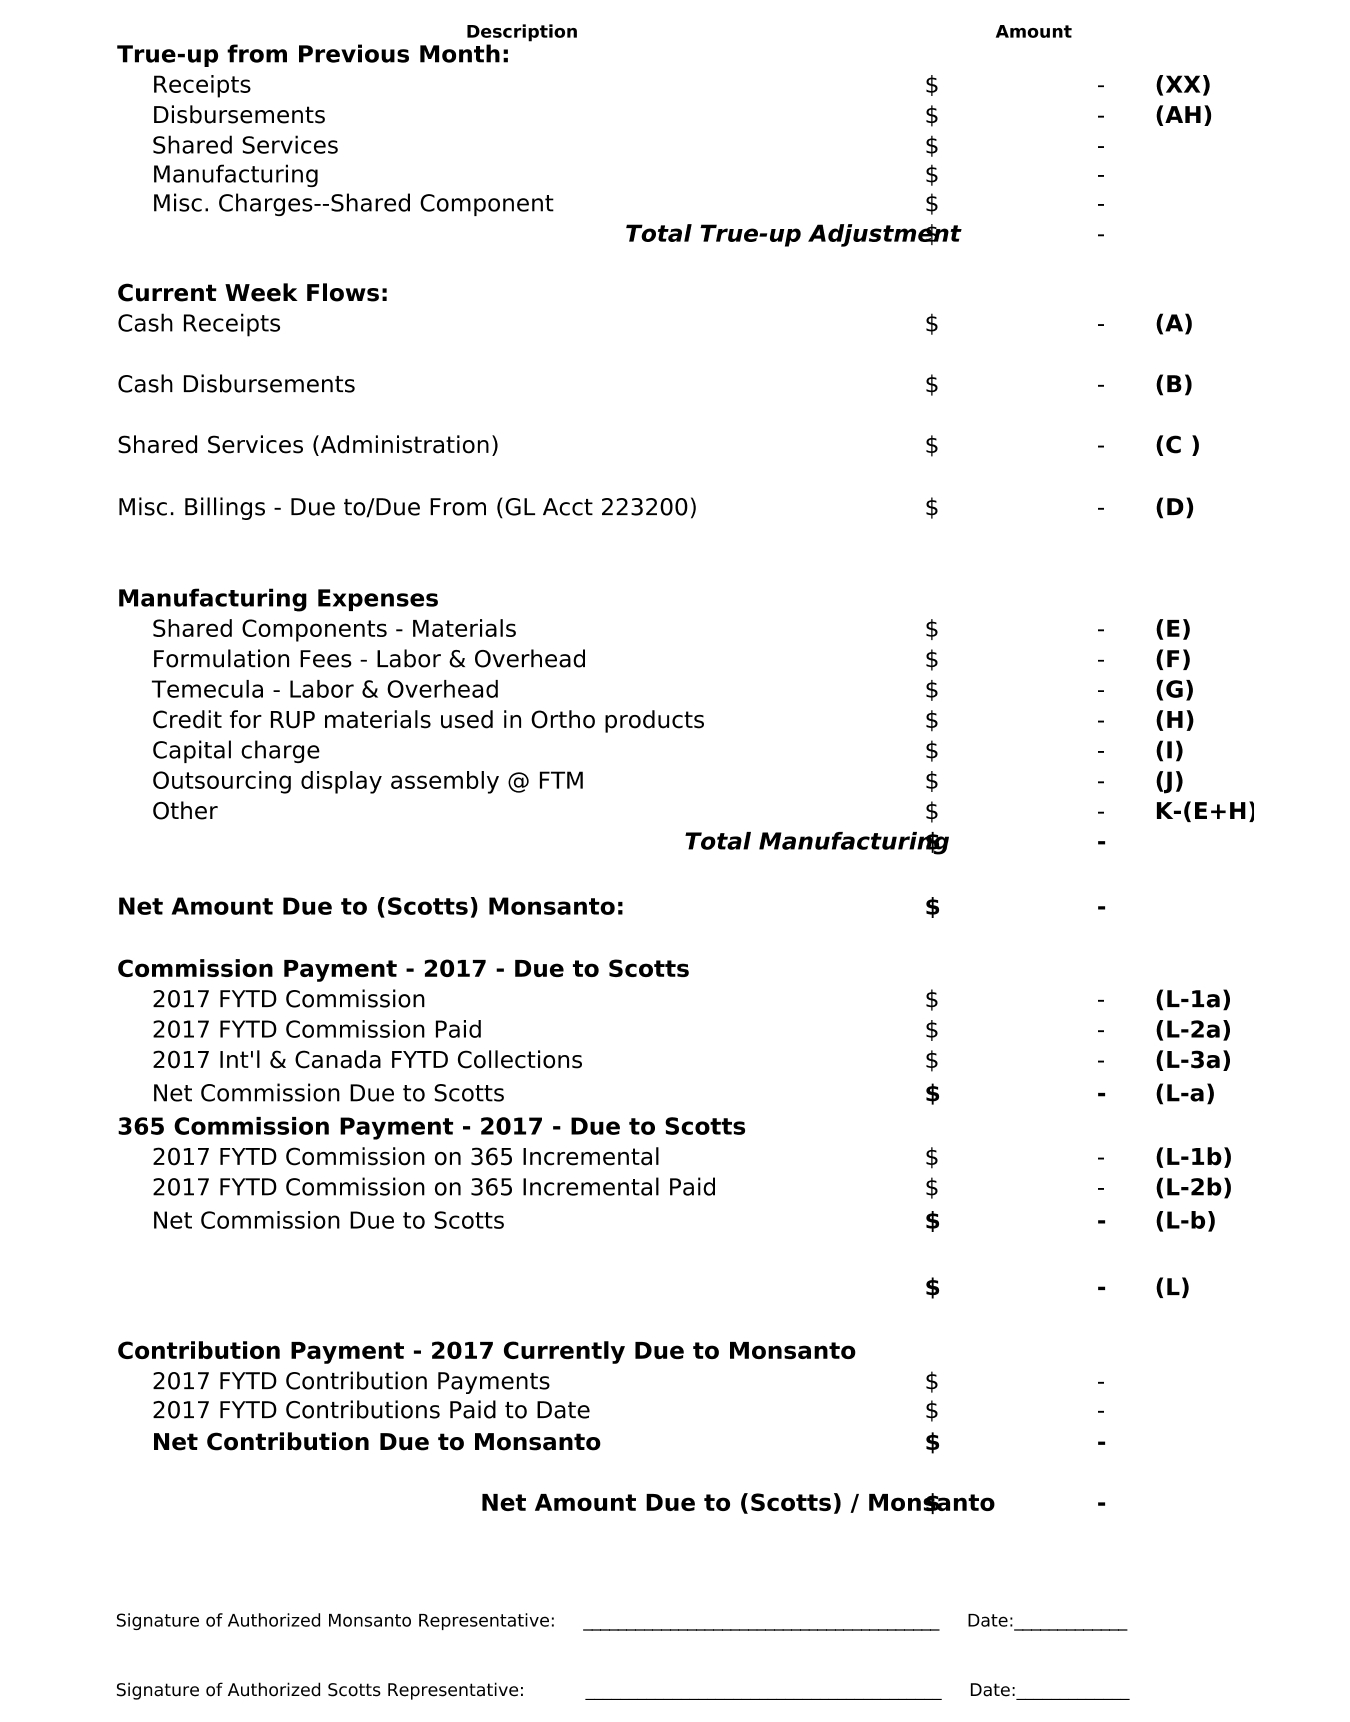 Description Amount
True-up from Previous Month:
Receipts $ - (XX)
Disbursements $ - (AH)
Shared Services $ -
Manufacturing $ -
Misc. Charges--Shared Component $ -
Total True-up Adjustment $ -
Current Week Flows:
Cash Receipts $ - (A)
Cash Disbursements $ - (B)
Shared Services (Administration) $ - (C )
Misc. Billings - Due to/Due From (GL Acct 223200) $ - (D)
Manufacturing Expenses
Shared Components - Materials $ - (E)
Formulation Fees - Labor & Overhead $ - (F)
Temecula - Labor & Overhead $ - (G)
Credit for RUP materials used in Ortho products $ - (H)
Capital charge $ - (I)
Outsourcing display assembly @ FTM $ - (J)
Other $ - K-(E+H)
Total Manufacturing $ -
Net Amount Due to (Scotts) Monsanto: $ -
Commission Payment - 2017 - Due to Scotts
2017 FYTD Commission $ - (L-1a)
2017 FYTD Commission Paid $ - (L-2a)
2017 Int'l & Canada FYTD Collections $ - (L-3a)
Net Commission Due to Scotts $ - (L-a)
365 Commission Payment - 2017 - Due to Scotts
2017 FYTD Commission on 365 Incremental $ - (L-1b)
2017 FYTD Commission on 365 Incremental Paid $ - (L-2b)
Net Commission Due to Scotts $ - (L-b)
$ - (L)
Contribution Payment - 2017 Currently Due to Monsanto
2017 FYTD Contribution Payments $ -
2017 FYTD Contributions Paid to Date $ -
Net Contribution Due to Monsanto $ -
Net Amount Due to (Scotts) / Monsanto $ -
Signature of Authorized Monsanto Representative: _________________________________________ Date:_____________
Signature of Authorized Scotts Representative: _________________________________________ Date:_____________